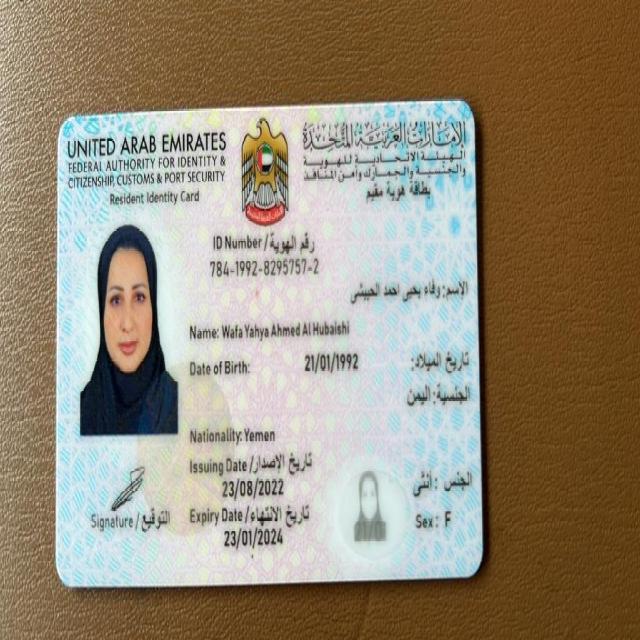 UNITED ARAB EMIRATES
FEDERAL AUTHORITY FOR IDENTITY &
CITIZENSHIP, CUSTOMS & PORT SECURITY
Resident Identity Card
الإمارات العربية المتحدة
الهيئة الاتحادية للهوية
والجنسية والجمارك وأمن المنافذ
بطاقة هوية مقيم
ID Number / رقم الهوية
784-1992-8295757-2
الاسم: وفاء يحيى احمد الحبيشي
Name: Wafa Yahya Ahmed Al Hubaishi
Date of Birth: 21/01/1992 تاريخ الميلاد:
الجنسية: اليمن
Nationality: Yemen
Issuing Date / تاريخ الإصدار
23/08/2022
Expiry Date / تاريخ الانتهاء
23/01/2024
الجنس: أنثى
Sex: F
Signature / التوقيع